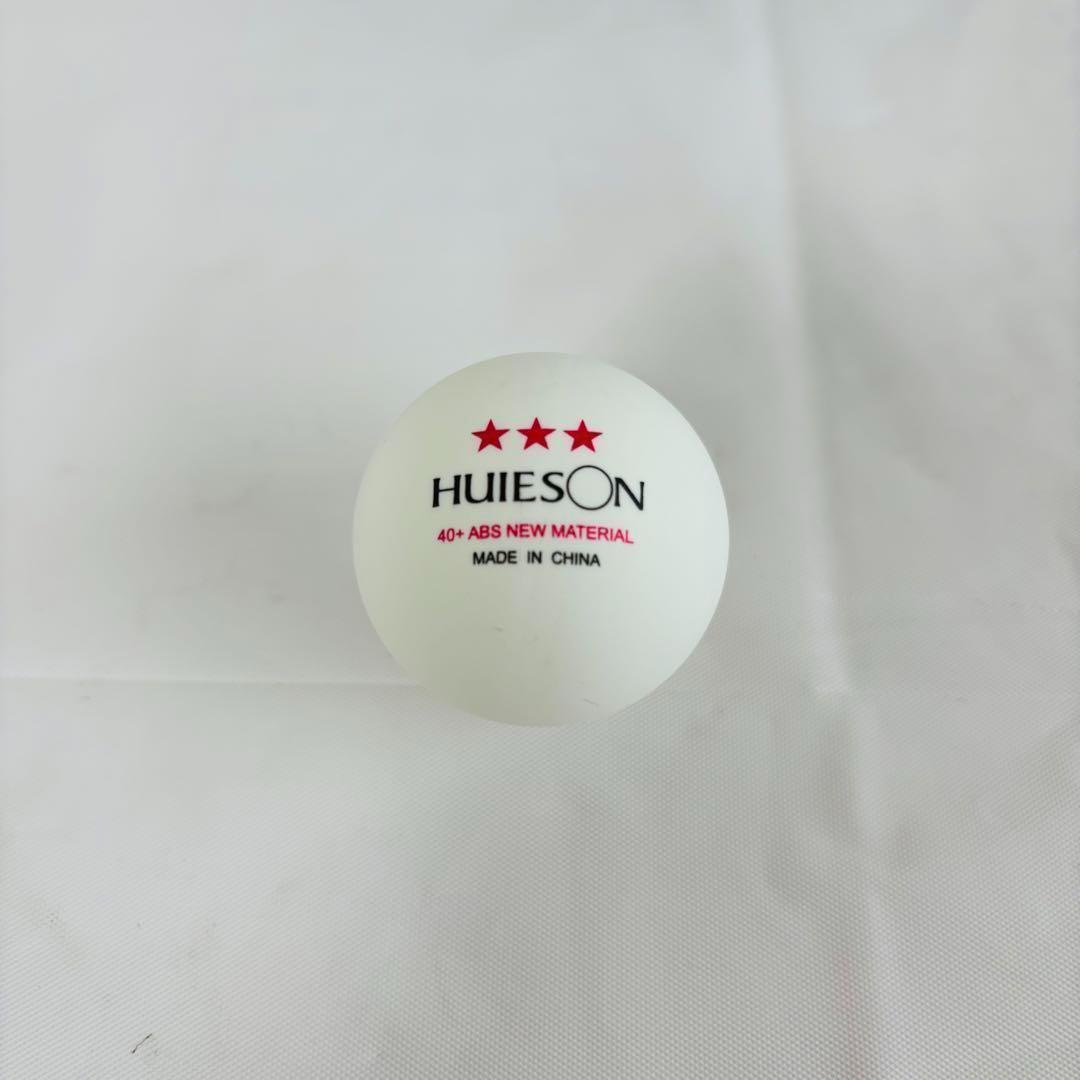 ★★★
HUIESON
40+ ABS NEW MATERIAL
MADE IN CHINA